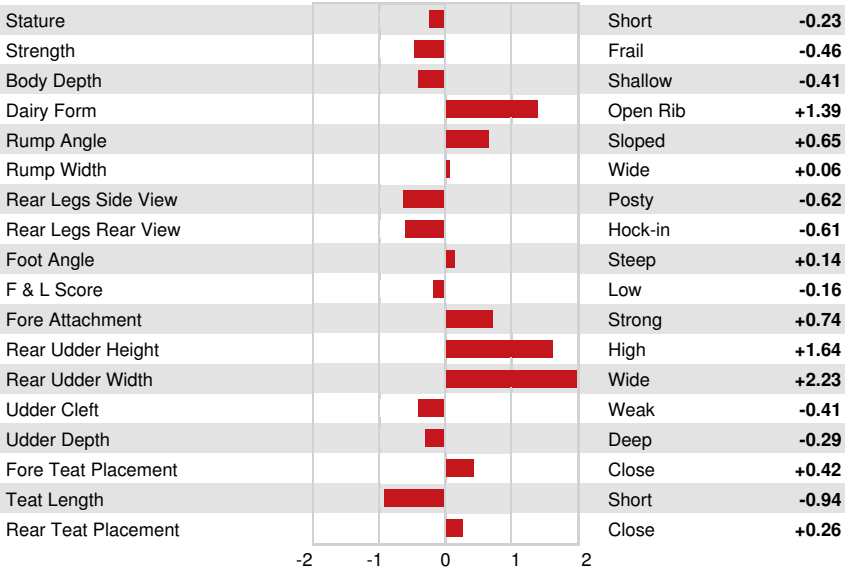 Stature Short -0.23
Strength Frail -0.46
Body Depth Shallow -0.41
Dairy Form Open Rib +1.39
Rump Angle Sloped +0.65
Rump Width Wide +0.06
Rear Legs Side View Posty -0.62
Rear Legs Rear View Hock-in -0.61
Foot Angle Steep +0.14
F & L Score Low -0.16
Fore Attachment Strong +0.74
Rear Udder Height High +1.64
Rear Udder Width Wide +2.23
Udder Cleft Weak -0.41
Udder Depth Deep -0.29
Fore Teat Placement Close +0.42
Teat Length Short -0.94
Rear Teat Placement Close +0.26
-2 -1 0 1 2